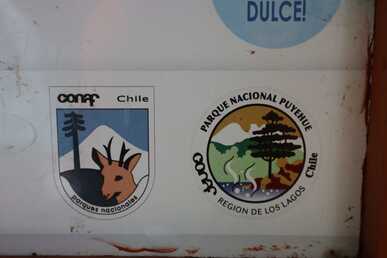 DULCE!
conaf Chile
parques nacionales
PARQUE NACIONAL PUYEHUE
conaf
Chile
REGION DE LOS LAGOS